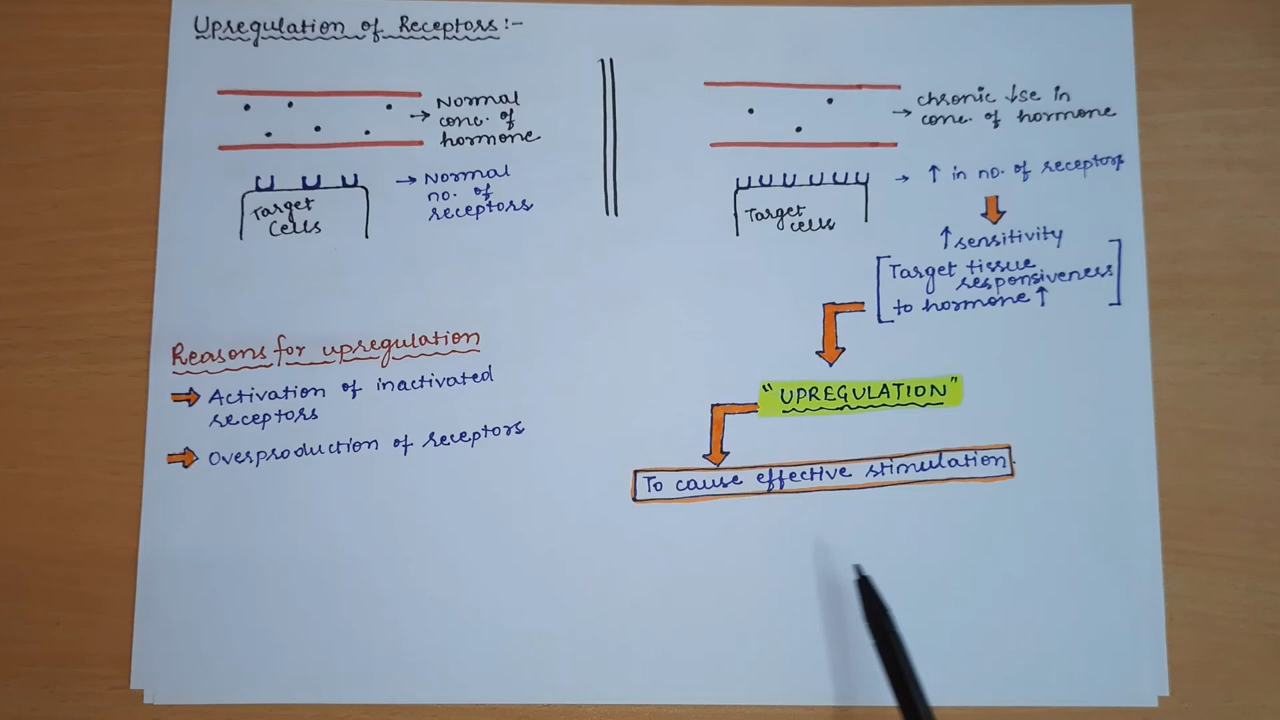 Upregulation of Receptors:-
Normal
conc. of
hormone
Normal
no. of
receptors
Target
Cells
chronic ↓se in
conc. of hormone
↑ in no. of receptors
Target
cells
↑ sensitivity
[Target tissue
responsiveness
to hormone ↑]
"UPREGULATION"
To cause effective stimulation
Reasons for upregulation
Activation of inactivated
receptors
Overproduction of receptors